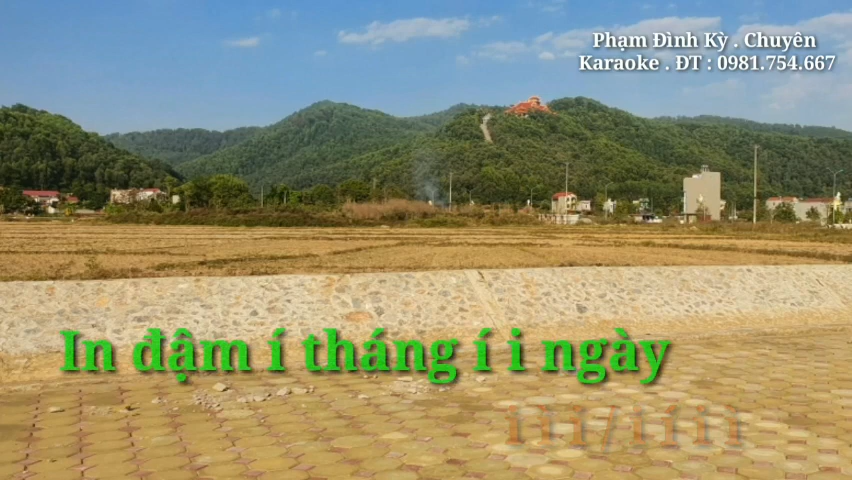 Phạm Đình Kỳ . Chuyên
Karaoke . ĐT : 0981.754.667
In đậm í tháng í i ngày
i i i / i i i i